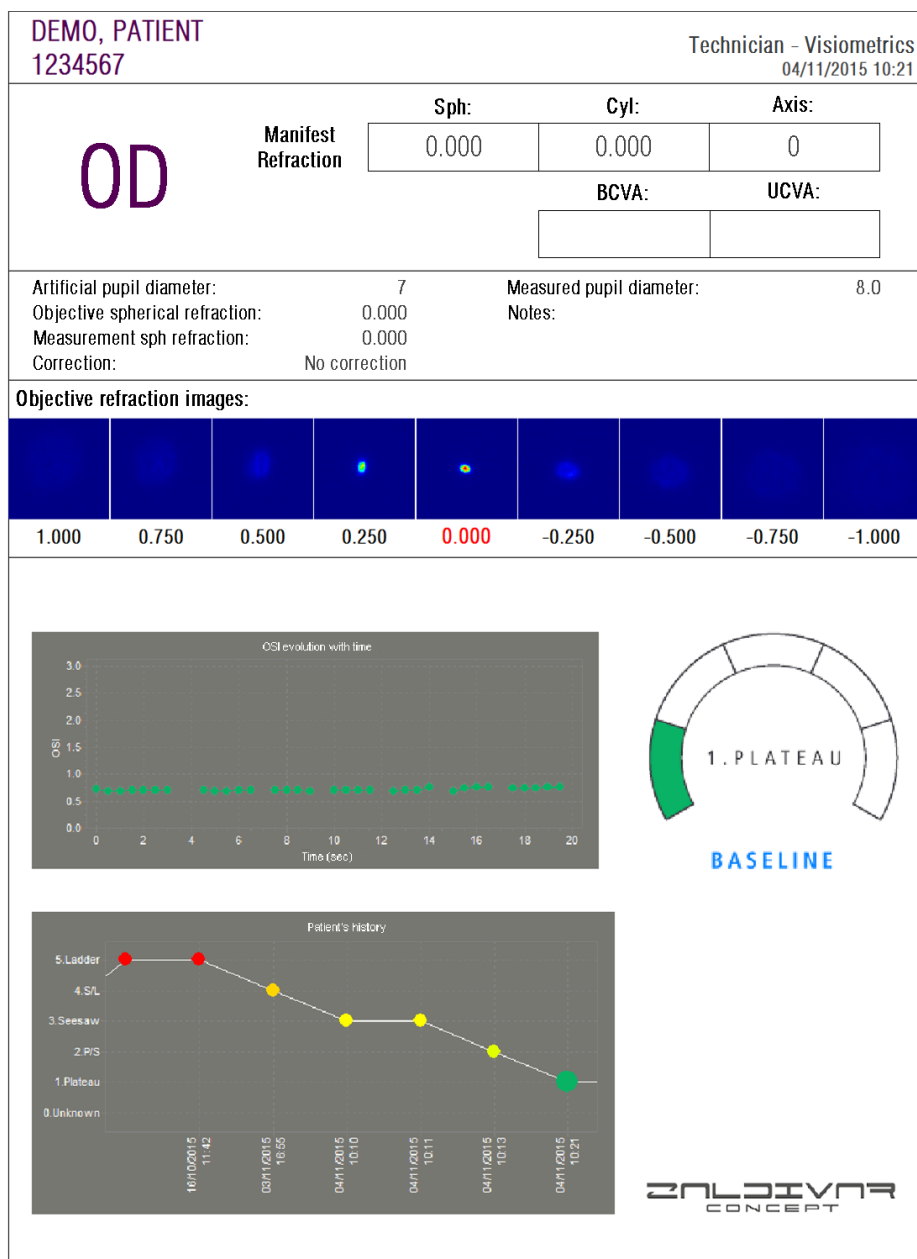 DEMO, PATIENT
1234567
Technician - Visiometrics
04/11/2015 10:21
OD
Manifest
Refraction
Sph: Cyl: Axis:
0.000 0.000 0
BCVA: UCVA:
Artificial pupil diameter: 7 Measured pupil diameter: 8.0
Objective spherical refraction: 0.000 Notes:
Measurement sph refraction: 0.000
Correction: No correction
Objective refraction images:
1.000 0.750 0.500 0.250 0.000 -0.250 -0.500 -0.750 -1.000
OSI evolution with time
3.0
2.5
2.0
1.5
1.0
0.5
0.0
OSI
0 2 4 6 8 10 12 14 16 18 20
Time (sec)
1.PLATEAU
BASELINE
Patient's history
5.Ladder
4.S/L
3.Seesaw
2.P/S
1.Plateau
0.Unknown
16/10/2015
11:42
03/11/2015
16:55
04/11/2015
10:10
04/11/2015
10:11
04/11/2015
10:13
04/11/2015
10:21
ZALDIVAR
CONCEPT